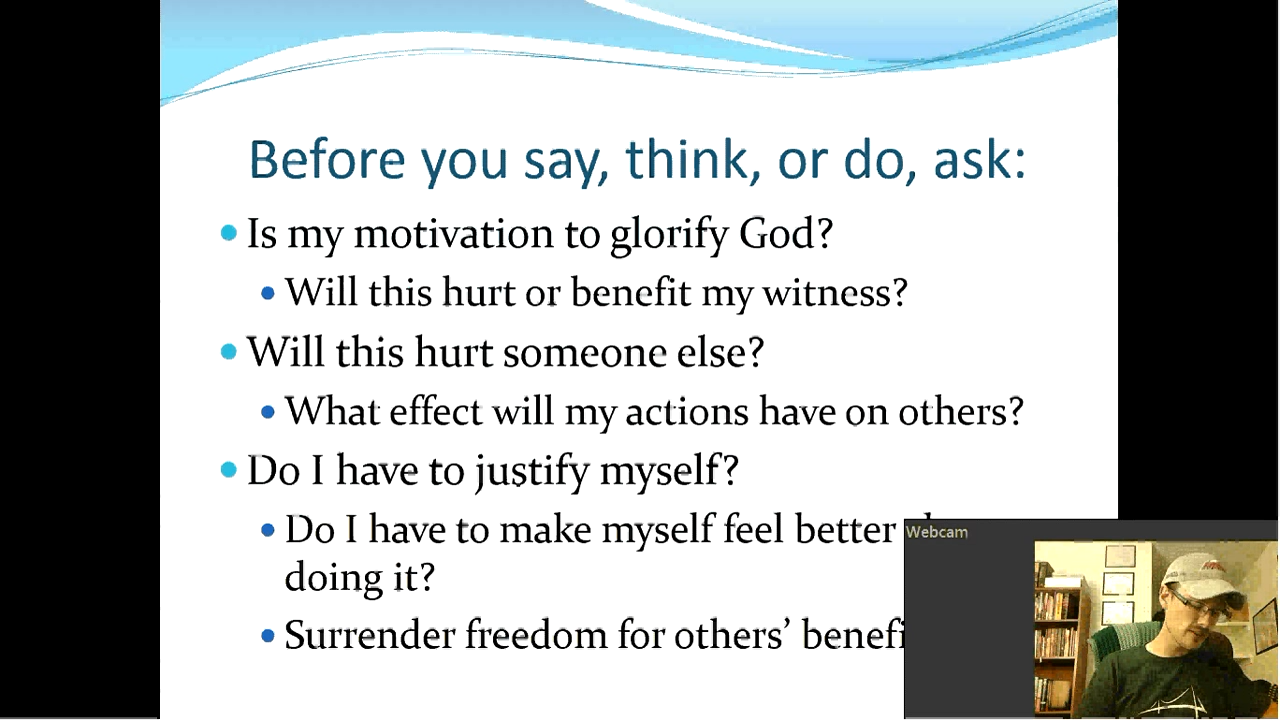 Before you say, think, or do, ask:
Is my motivation to glorify God?
Will this hurt or benefit my witness?
Will this hurt someone else?
What effect will my actions have on others?
Do I have to justify myself?
Do I have to make myself feel better
doing it?
Surrender freedom for others’
Webcam